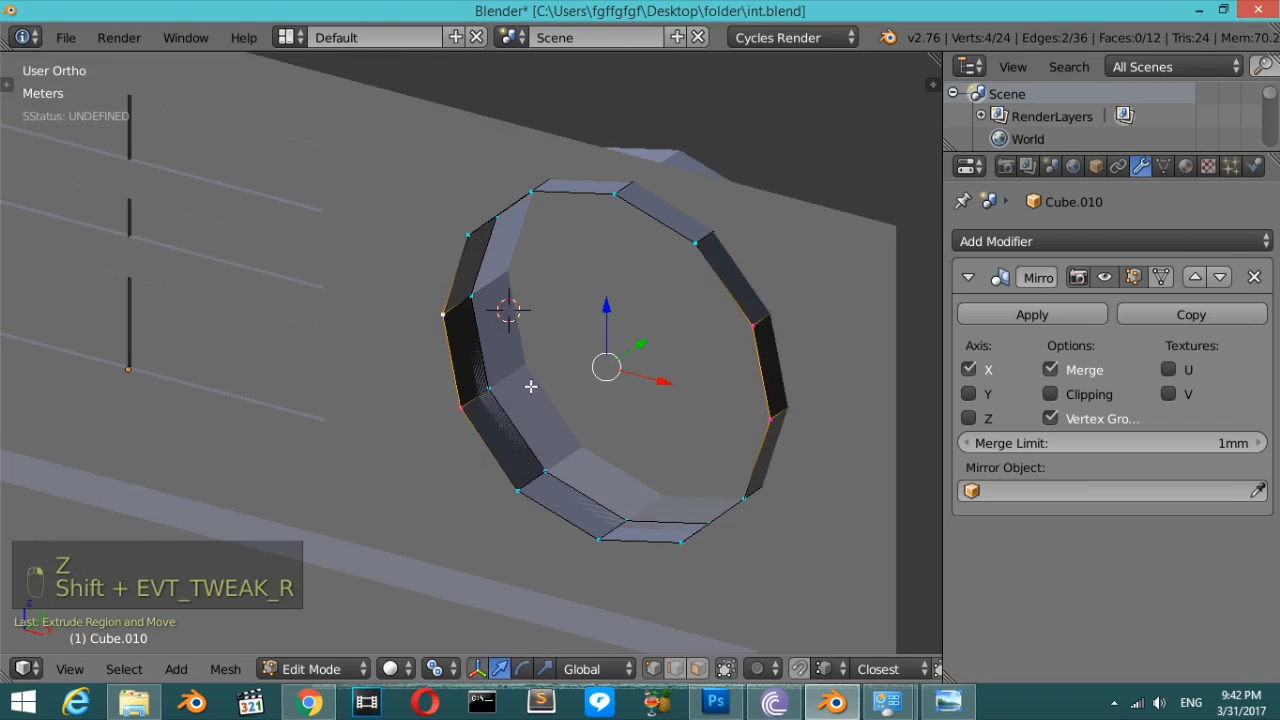 Blender* [C:\Users\fgffgfgf\Desktop\folder\int.blend]
File Render Window Help Default Scene Cycles Render v2.76 | Verts:4/24 | Edges:2/36 | Faces:0/12 | Tris:24 | Mem:70.2
User Ortho
Meters
SStatus: UNDEFINED
View Search All Scenes
Scene
RenderLayers
World
Cube.010
Add Modifier
Mirro
Apply Copy
Axis: Options: Textures:
X Merge U
Y Clipping V
Z Vertex Gro...
Merge Limit: 1mm
Mirror Object:
Z
Shift + EVT_TWEAK_R
Last: Extrude Region and Move
(1) Cube.010
View Select Add Mesh Edit Mode Global Closest
ENG
9:42 PM
3/31/2017